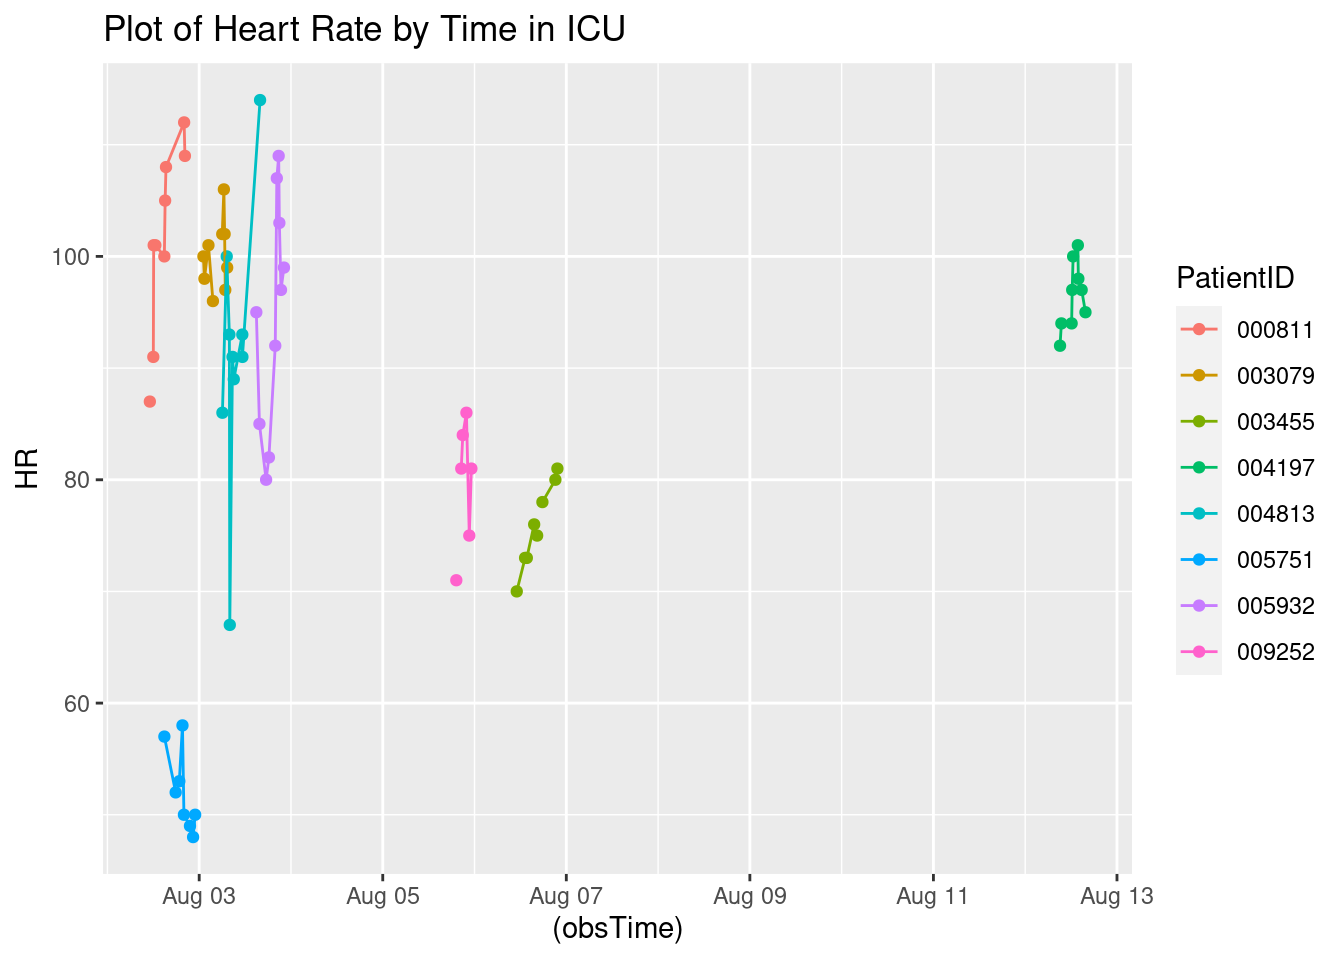 Plot of Heart Rate by Time in ICU
HR
100
80
60
Aug 03
Aug 05
Aug 07
Aug 09
Aug 11
Aug 13
(obsTime)
PatientID
000811
003079
003455
004197
004813
005751
005932
009252